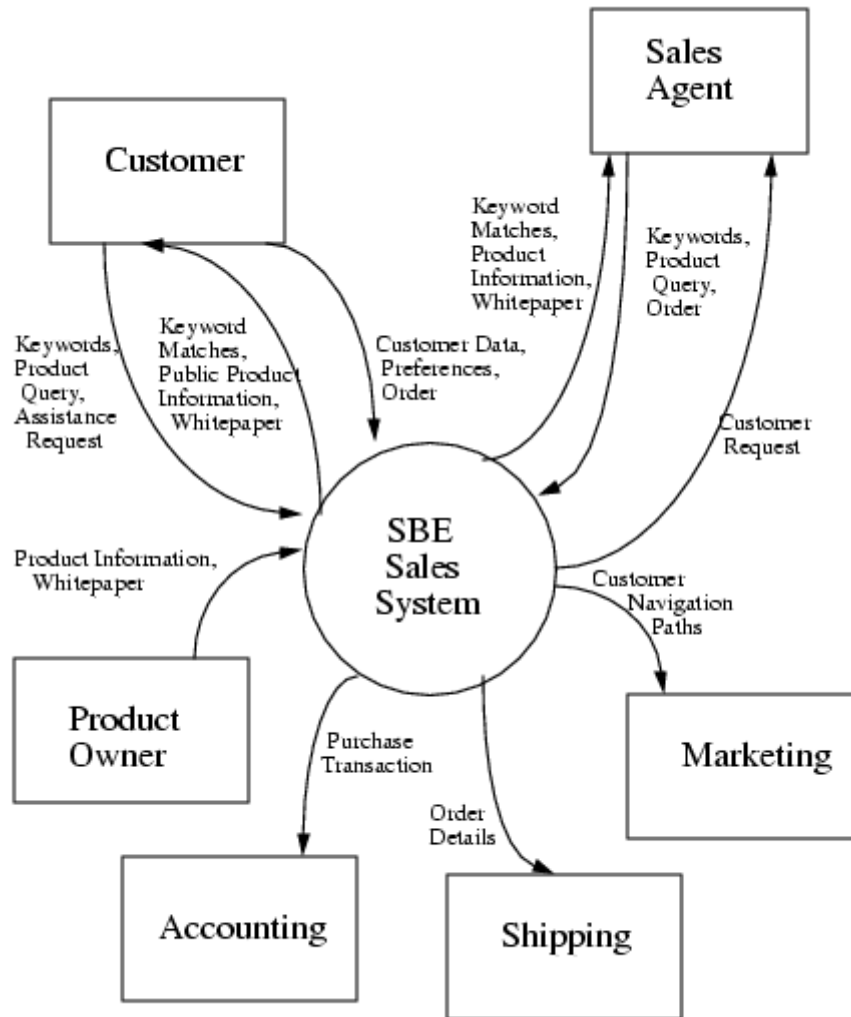 Sales
Agent
Customer
Keyword
Matches,
Product
Information,
Whitepaper
Keywords,
Product
Query,
Order
Keywords,
Product
Query,
Assistance
Request
Keyword
Matches,
Public Product
Information,
Whitepaper
Customer Data,
Preferences,
Order
Customer
Request
SBE
Sales
System
Product Information,
Whitepaper
Customer
Navigation
Paths
Product
Owner
Purchase
Transaction
Marketing
Order
Details
Accounting
Shipping